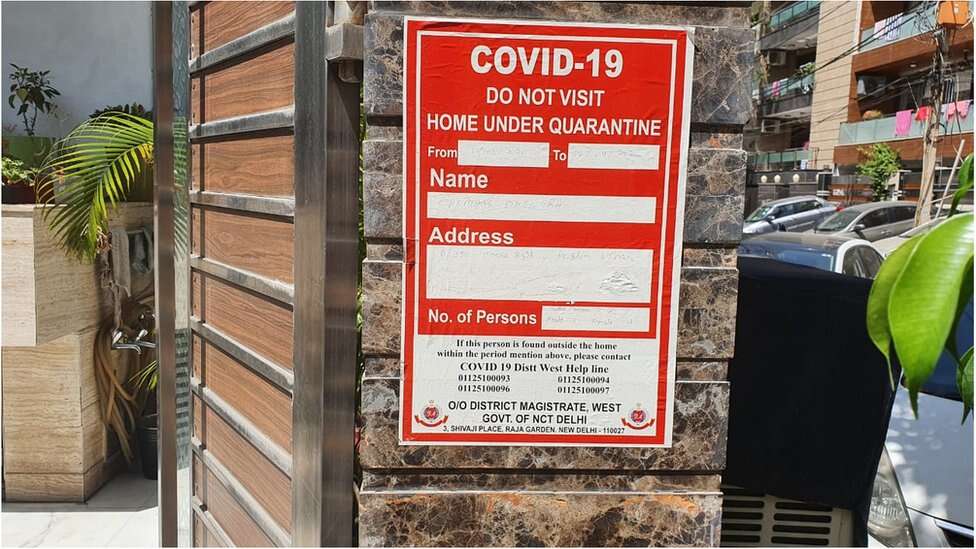 COVID-19
DO NOT VISIT
HOME UNDER QUARANTINE
From To
Name
Address
No. of Persons
If this person is found outside the home
within the period mention above, please contact
COVID 19 Distt West Help line
01125100093 01125100094
01125100096 01125100097
O/O DISTRICT MAGISTRATE, WEST
GOVT. OF NCT DELHI
3, SHIVAJI PLACE, RAJA GARDEN, NEW DELHI - 110027